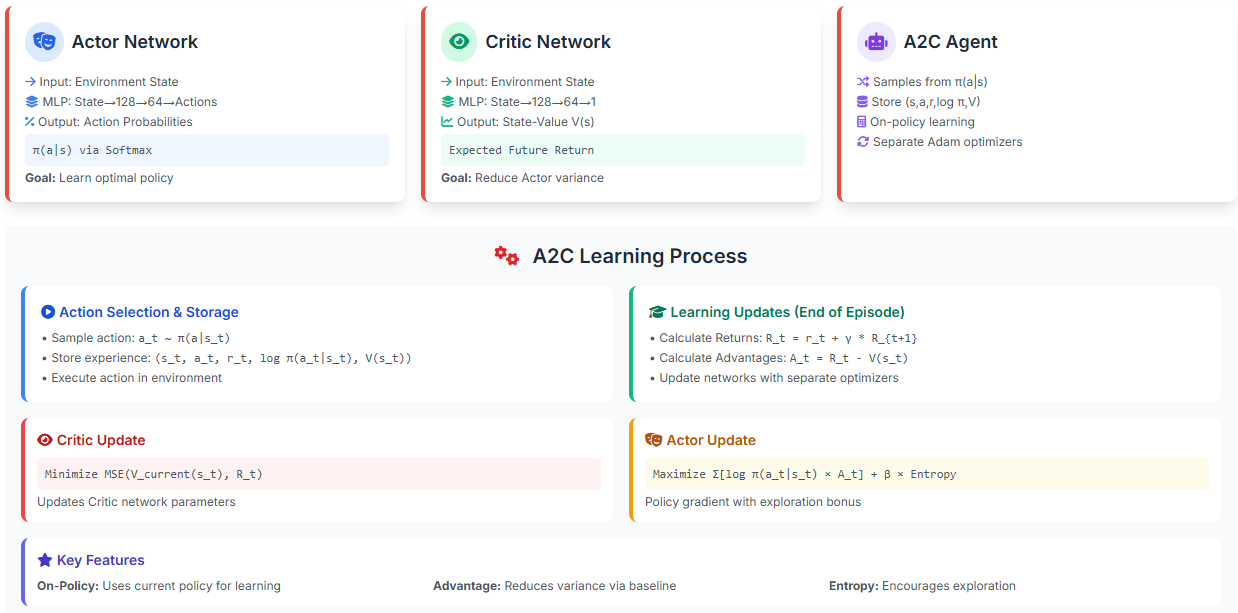 Actor Network
Input: Environment State
MLP: State→128→64→Actions
Output: Action Probabilities
π(a|s) via Softmax
Goal: Learn optimal policy
Critic Network
Input: Environment State
MLP: State→128→64→1
Output: State-Value V(s)
Expected Future Return
Goal: Reduce Actor variance
A2C Agent
Samples from π(a|s)
Store (s,a,r,log π,V)
On-policy learning
Separate Adam optimizers
A2C Learning Process
Action Selection & Storage
• Sample action: a_t ~ π(a|s_t)
• Store experience: (s_t, a_t, r_t, log π(a_t|s_t), V(s_t))
• Execute action in environment
Learning Updates (End of Episode)
• Calculate Returns: R_t = r_t + γ * R_{t+1}
• Calculate Advantages: A_t = R_t - V(s_t)
• Update networks with separate optimizers
Critic Update
Minimize MSE(V_current(s_t), R_t)
Updates Critic network parameters
Actor Update
Maximize Σ[log π(a_t|s_t) × A_t] + β × Entropy
Policy gradient with exploration bonus
Key Features
On-Policy: Uses current policy for learning
Advantage: Reduces variance via baseline
Entropy: Encourages exploration